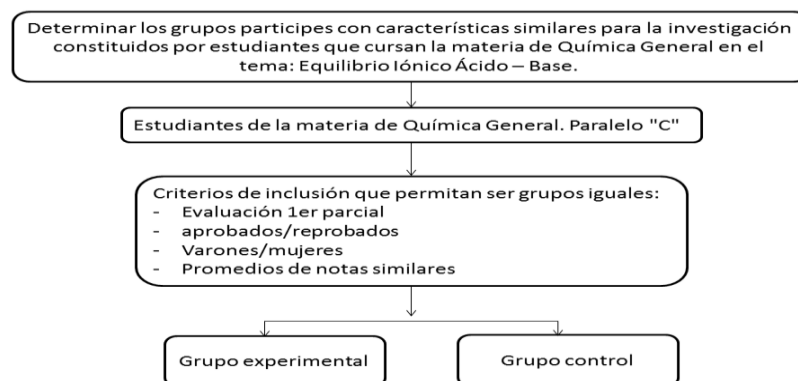 Determinar los grupos participes con características similares para la investigación
constituidos por estudiantes que cursan la materia de Química General en el
tema: Equilibrio Iónico Ácido – Base.
Estudiantes de la materia de Química General. Paralelo "C"
Criterios de inclusión que permitan ser grupos iguales:
- Evaluación 1er parcial
- aprobados/reprobados
- Varones/mujeres
- Promedios de notas similares
Grupo experimental
Grupo control